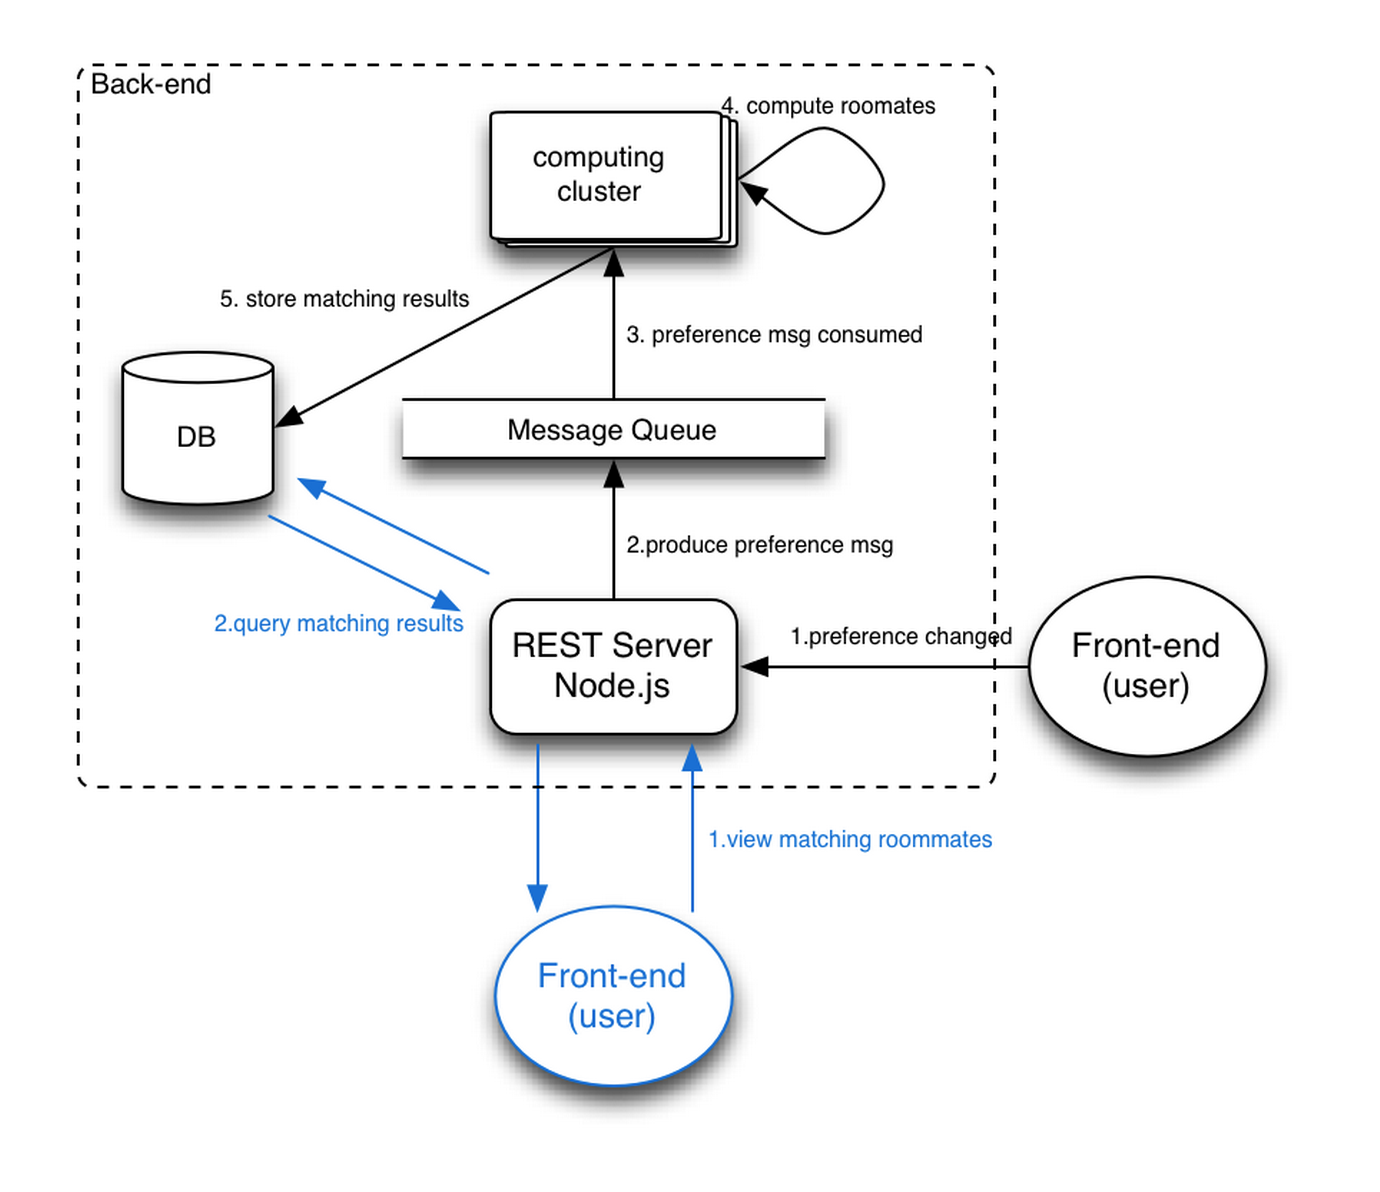 Back-end
4. compute roomates
computing
cluster
5. store matching results
3. preference msg consumed
DB
Message Queue
2.produce preference msg
2.query matching results
REST Server
Node.js
1.preference changed
Front-end
(user)
1.view matching roommates
Front-end
(user)